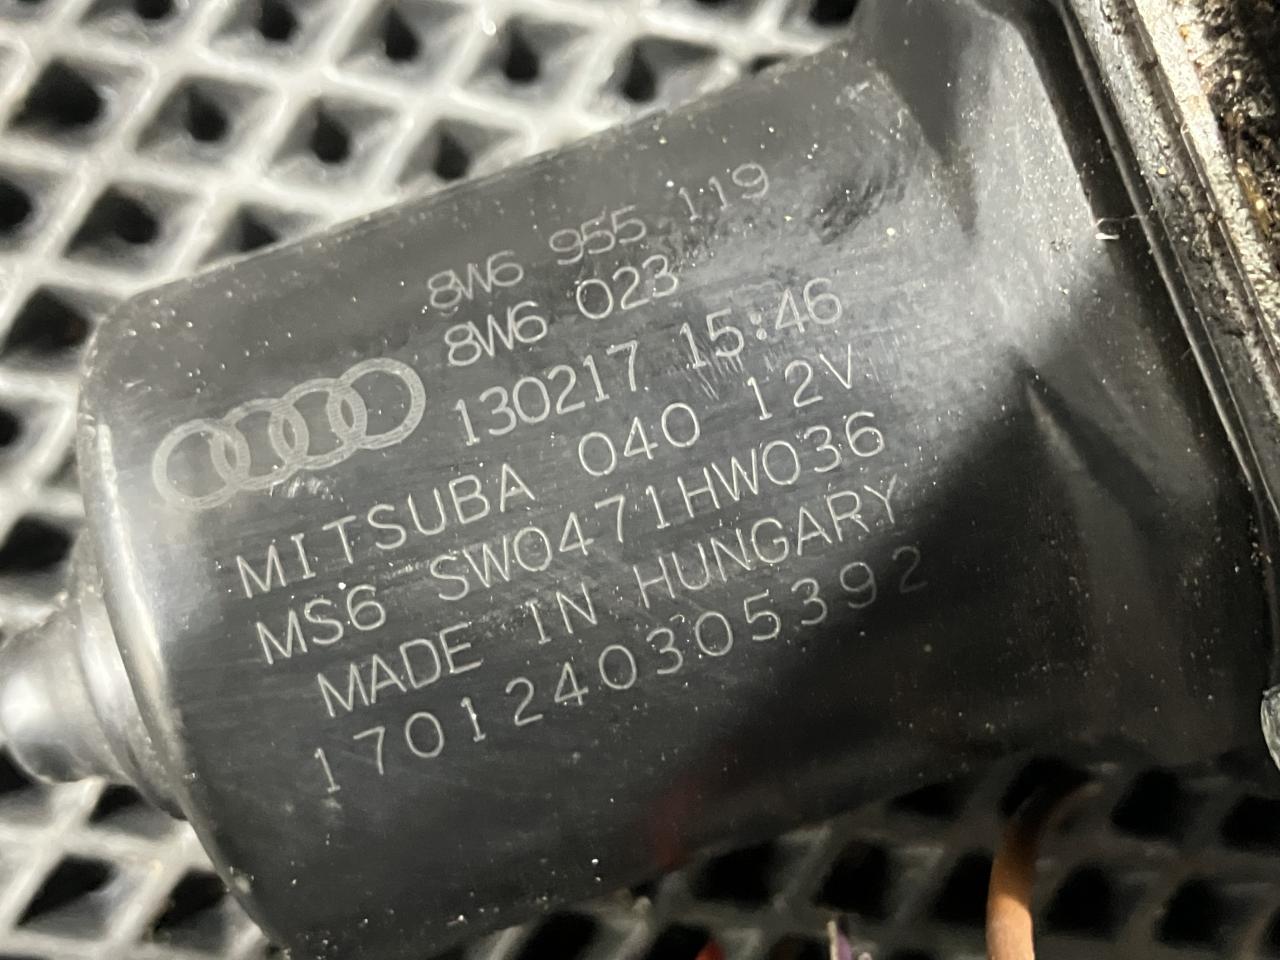 8W6 955 119
8W6 023
130217 15:46
MITSUBA 040 12V
MS6 SW0471HW036
MADE IN HUNGARY
1701240305392